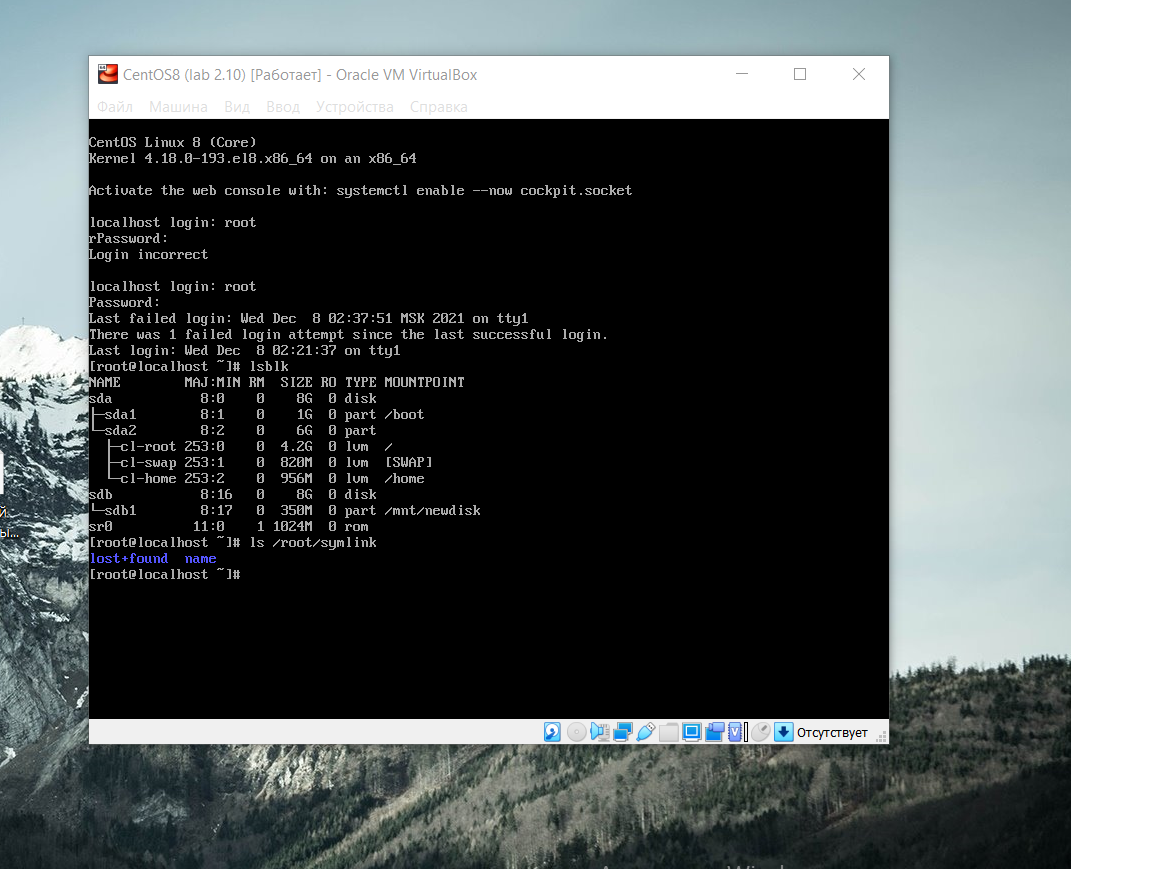 CentOS8 (lab 2.10) [Работает] - Oracle VM VirtualBox
Файл Машина Вид Ввод Устройства Справка
CentOS Linux 8 (Core)
Kernel 4.18.0-193.el8.x86_64 on an x86_64
Activate the web console with: systemctl enable --now cockpit.socket
localhost login: root
rPassword:
Login incorrect
localhost login: root
Password:
Last failed login: Wed Dec  8 02:37:51 MSK 2021 on tty1
There was 1 failed login attempt since the last successful login.
Last login: Wed Dec  8 02:21:37 on tty1
[root@localhost ~]# lsblk
NAME        MAJ:MIN RM  SIZE RO TYPE MOUNTPOINT
sda           8:0    0    8G  0 disk
├─sda1        8:1    0    1G  0 part /boot
└─sda2        8:2    0    6G  0 part
  ├─cl-root 253:0    0  4.2G  0 lvm  /
  ├─cl-swap 253:1    0  820M  0 lvm  [SWAP]
  └─cl-home 253:2    0  956M  0 lvm  /home
sdb           8:16   0    8G  0 disk
└─sdb1        8:17   0  350M  0 part /mnt/newdisk
sr0          11:0    1 1024M  0 rom
[root@localhost ~]# ls /root/symlink
lost+found  name
[root@localhost ~]#
Отсутствует